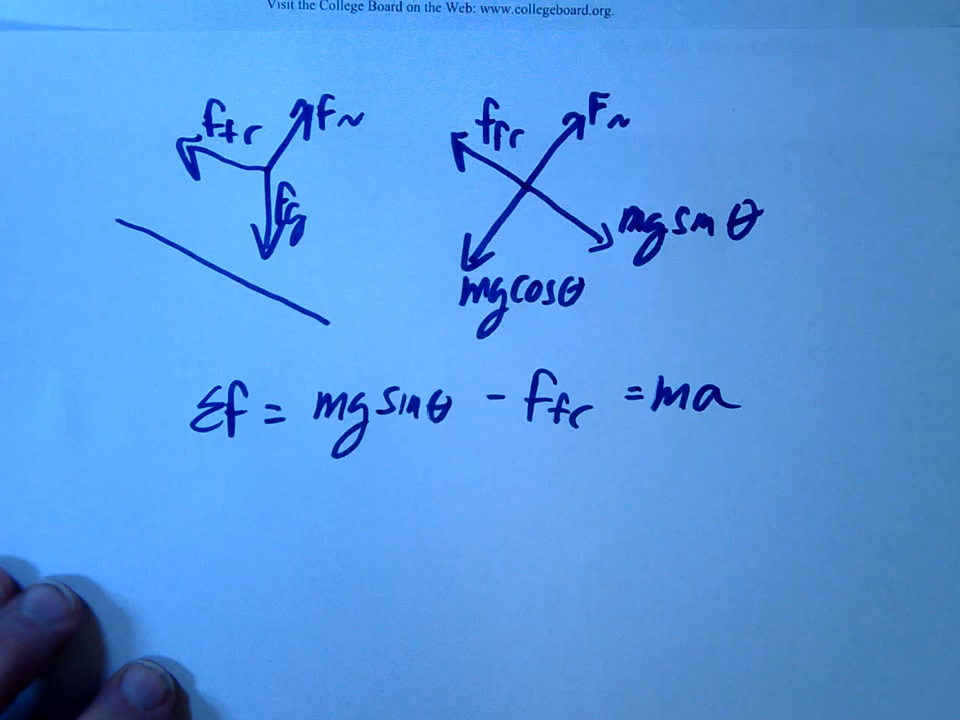 Visit the College Board on the Web: www.collegeboard.org.
Ffr FN Fg
Ffr FN mg sin θ mg cos θ
ΣF = mg sin θ - Ffr = ma